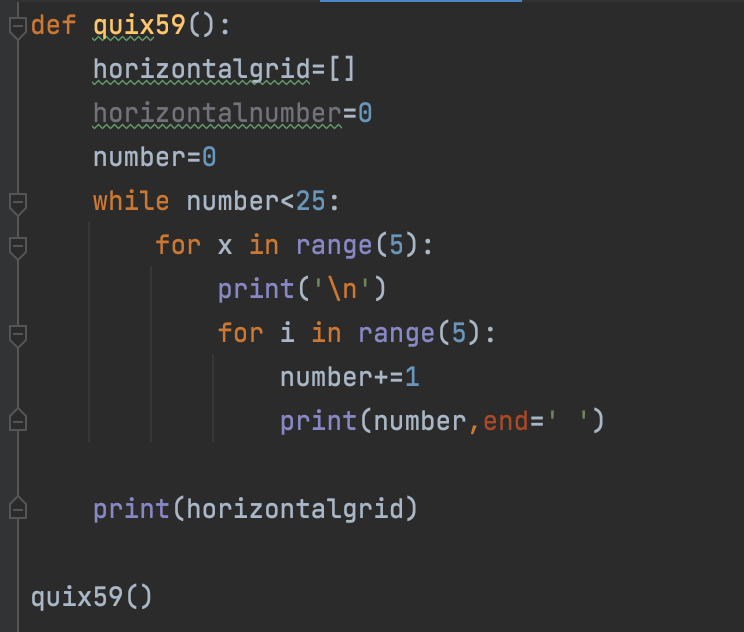 def quix59():
    horizontalgrid=[]
    horizontalnumber=0
    number=0
    while number<25:
        for x in range(5):
            print('\n')
            for i in range(5):
                number+=1
                print(number,end=' ')
    print(horizontalgrid)
quix59()